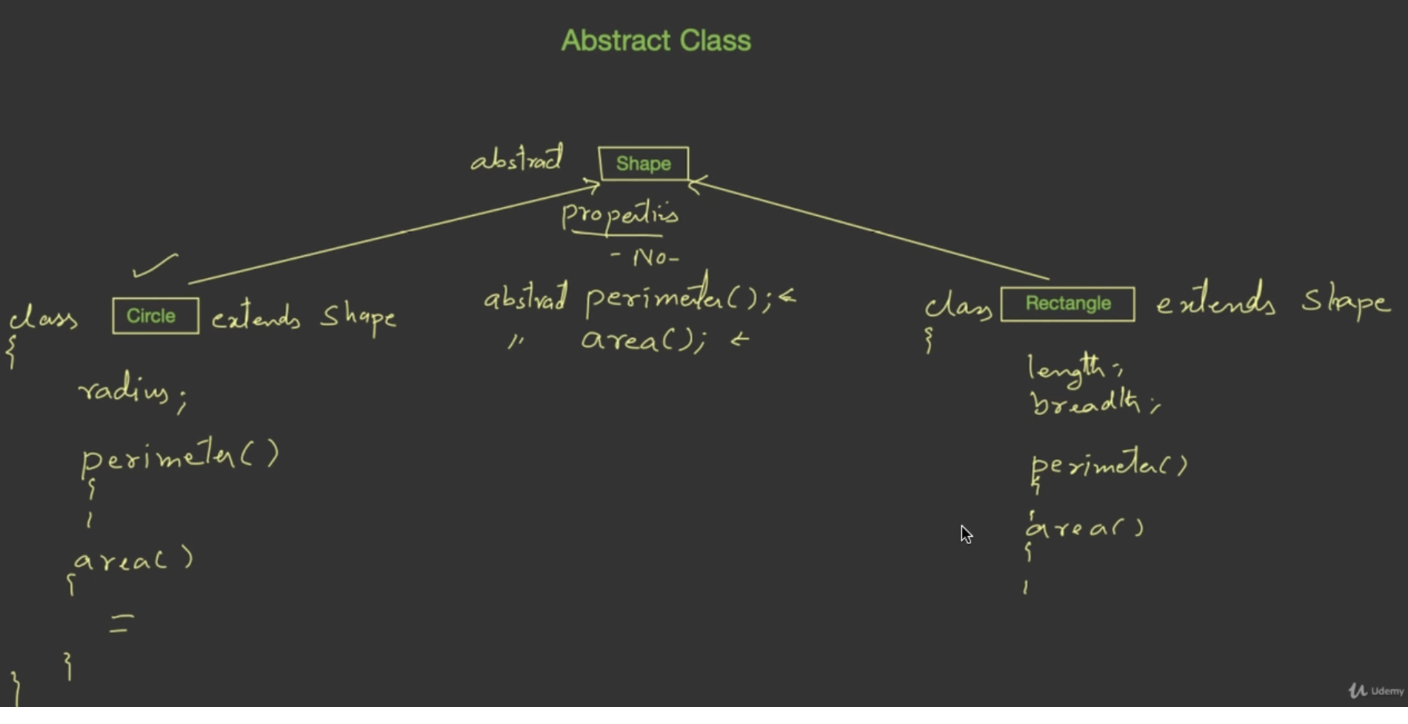 Abstract Class
abstract Shape
properties
- No -
abstract perimeter();
" area();
class Circle extends Shape
{
radius;
perimeter()
{
area()
{
=
}
}
class Rectangle extends Shape
{
length;
breadth;
perimeter()
{
area()
{
Udemy